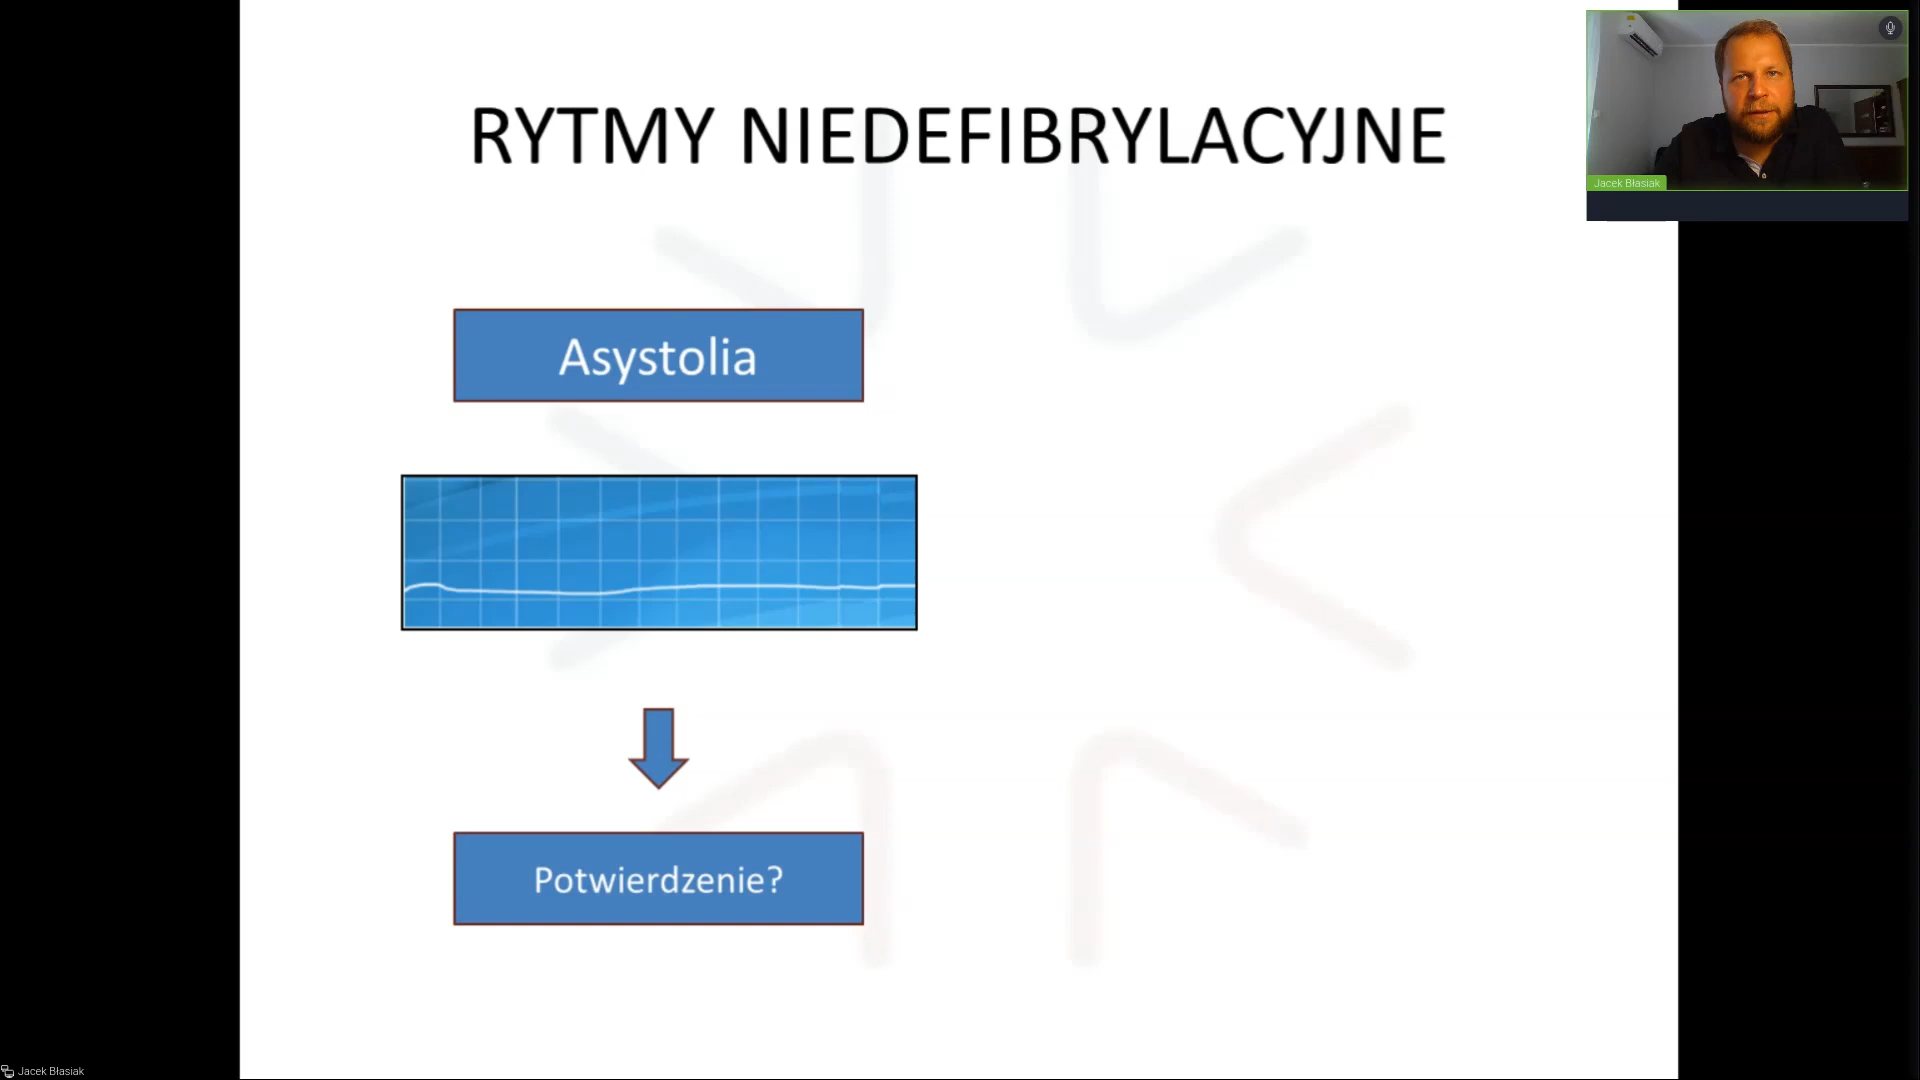 RYTMY NIEDEFIBRYLACYJNE
Jacek Błasiak
Asystolia
Potwierdzenie?
Jacek Błasiak